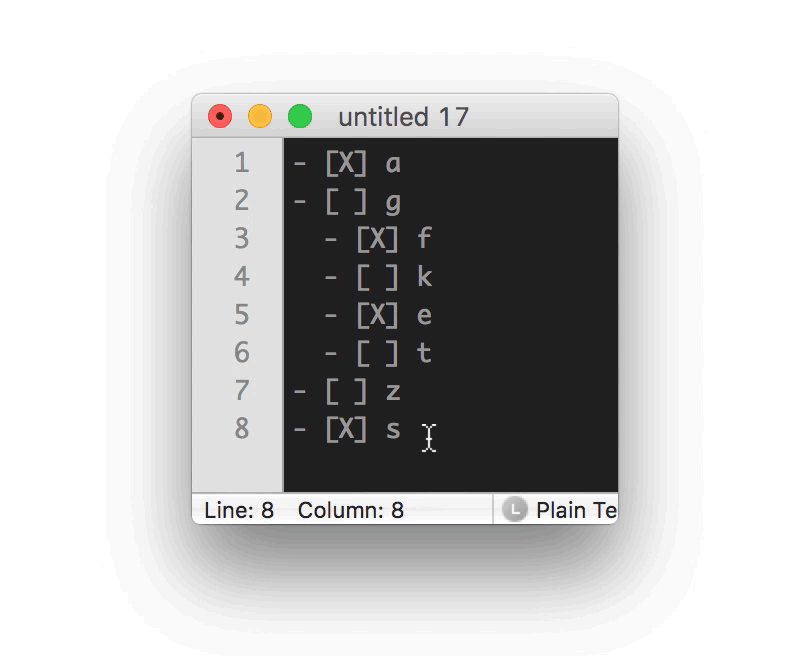 untitled 17
1 - [X] a
2 - [ ] g
3   - [X] f
4   - [ ] k
5   - [X] e
6   - [ ] t
7 - [ ] z
8 - [X] s
Line: 8 Column: 8 L Plain Te